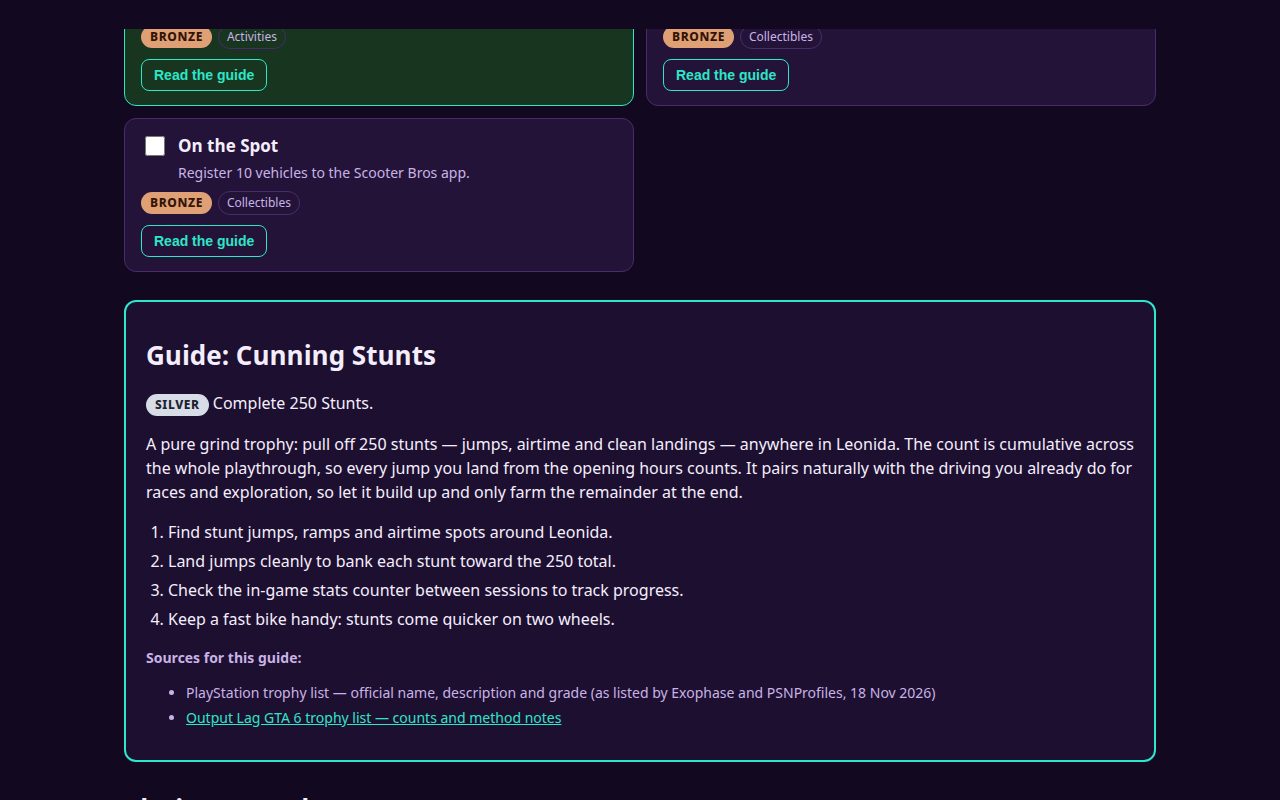 BRONZE Activities
Read the guide
BRONZE Collectibles
Read the guide
On the Spot
Register 10 vehicles to the Scooter Bros app.
BRONZE Collectibles
Read the guide
Guide: Cunning Stunts
SILVER Complete 250 Stunts.
A pure grind trophy: pull off 250 stunts — jumps, airtime and clean landings — anywhere in Leonida. The count is cumulative across
the whole playthrough, so every jump you land from the opening hours counts. It pairs naturally with the driving you already do for
races and exploration, so let it build up and only farm the remainder at the end.
1. Find stunt jumps, ramps and airtime spots around Leonida.
2. Land jumps cleanly to bank each stunt toward the 250 total.
3. Check the in-game stats counter between sessions to track progress.
4. Keep a fast bike handy: stunts come quicker on two wheels.
Sources for this guide:
PlayStation trophy list — official name, description and grade (as listed by Exophase and PSNProfiles, 18 Nov 2026)
Output Lag GTA 6 trophy list — counts and method notes